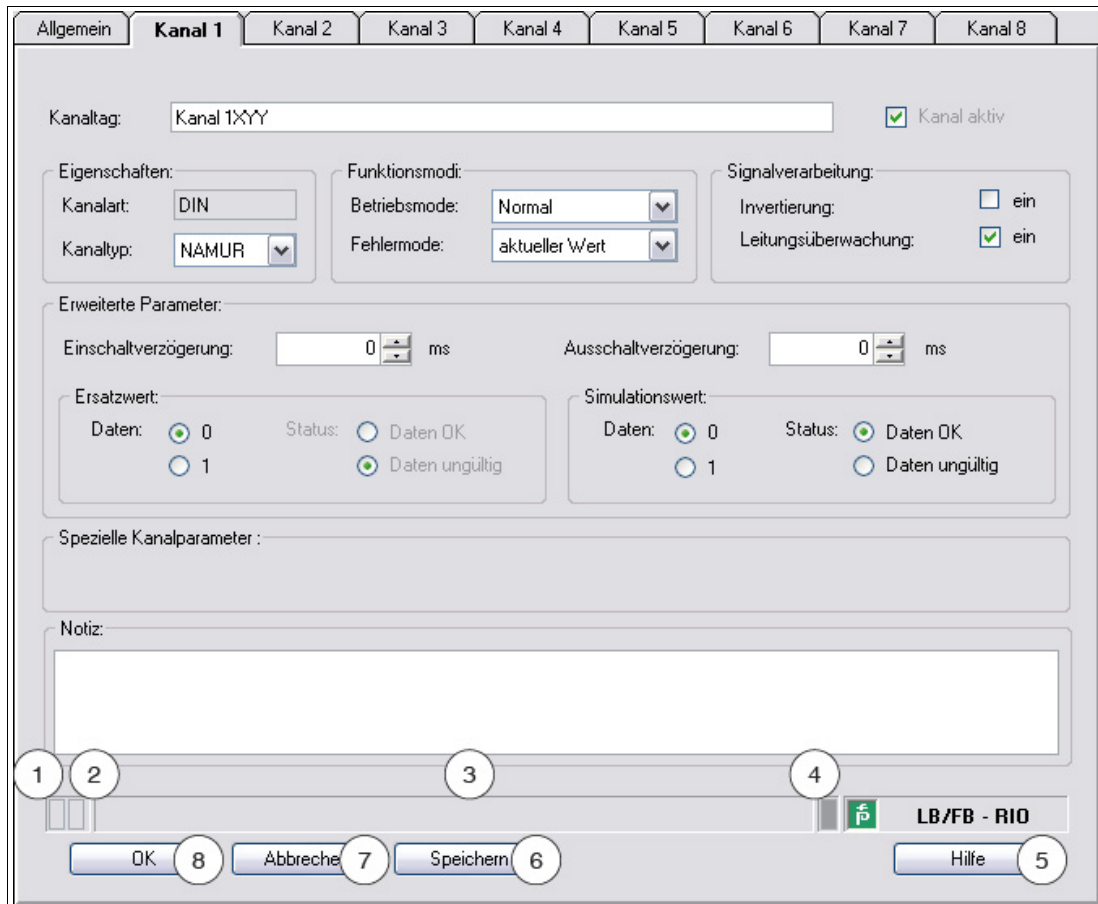 Allgemein Kanal 1 Kanal 2 Kanal 3 Kanal 4 Kanal 5 Kanal 6 Kanal 7 Kanal 8
Kanaltag: Kanal 1XYY Kanal aktiv
Eigenschaften: Funktionsmodi: Signalverarbeitung:
Kanalart: DIN Betriebsmode: Normal Invertierung: ein
Kanaltyp: NAMUR Fehlermode: aktueller Wert Leitungsüberwachung: ein
Erweiterte Parameter:
Einschaltverzögerung: 0 ms Ausschaltverzögerung: 0 ms
Ersatzwert: Simulationswert:
Daten: 0 Status: Daten OK Daten: 0 Status: Daten OK
1 Daten ungültig 1 Daten ungültig
Spezielle Kanalparameter :
Notiz:
1 2 3 4
LB/FB - RIO
OK 8 Abbreche 7 Speichern 6 Hilfe 5